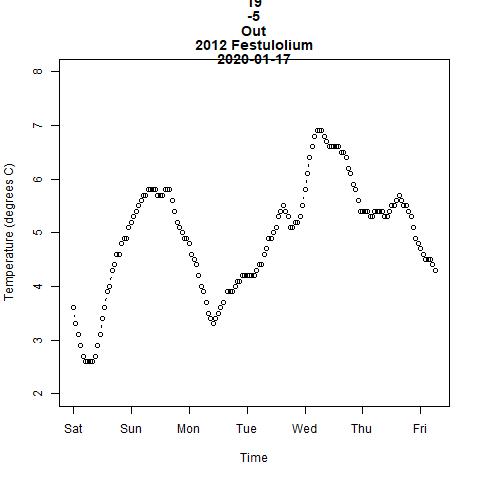 19
-5
Out
2012 Festulolium
2020-01-17
8
7
6
5
4
3
2
Temperature (degrees C)
Sat Sun Mon Tue Wed Thu Fri
Time